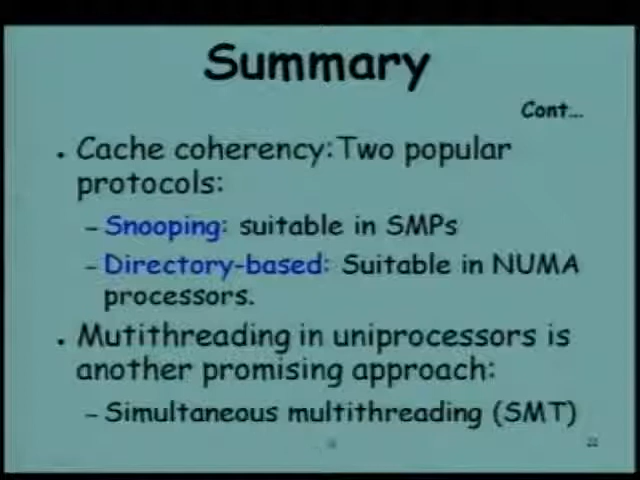 Summary
Cont...
• Cache coherency: Two popular
protocols:
– Snooping: suitable in SMPs
– Directory-based: Suitable in NUMA
processors.
• Mutithreading in uniprocessors is
another promising approach:
– Simultaneous multithreading (SMT)